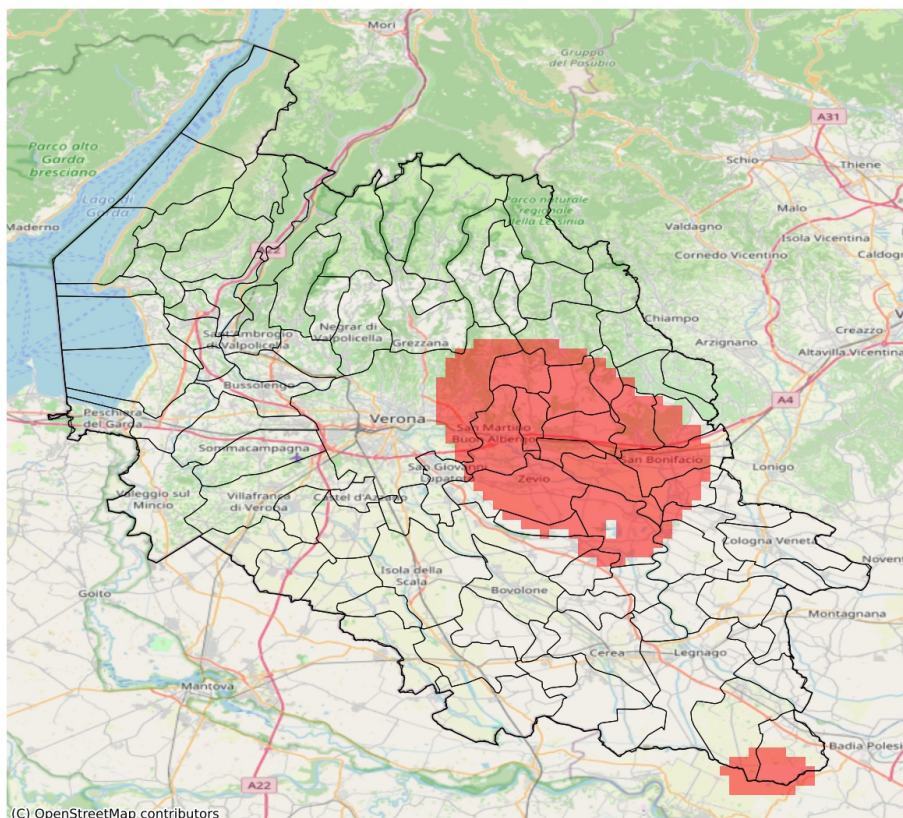 Mori
Gruppo
del Pasubio
A31
Parco alto
Garda
bresciano
Schio
Thiene
Lago di
Garda
Parco naturale
regionale
della Lessinia
Malo
Maderno
Valdagno
Isola Vicentina
A22
Cornedo Vicentino
Caldogno
Chiampo
Sant'Ambrogio
di Valpolicella
Negrar di
Valpolicella
Grezzana
Arzignano
Creazzo
Altavilla Vicentina
Bussolengo
A4
Peschiera
del Garda
Verona
San Martino
Buon Albergo
Sommacampagna
San Giovanni
Lupatoto
San Bonifacio
Lonigo
Zevio
Valeggio sul
Mincio
Villafranca
di Verona
Castel d'Azzano
Cologna Veneta
Isola della
Scala
Goito
Bovolone
Montagnana
Cerea
Legnago
Mantova
Badia Polesi
A22
(C) OpenStreetMap contributors